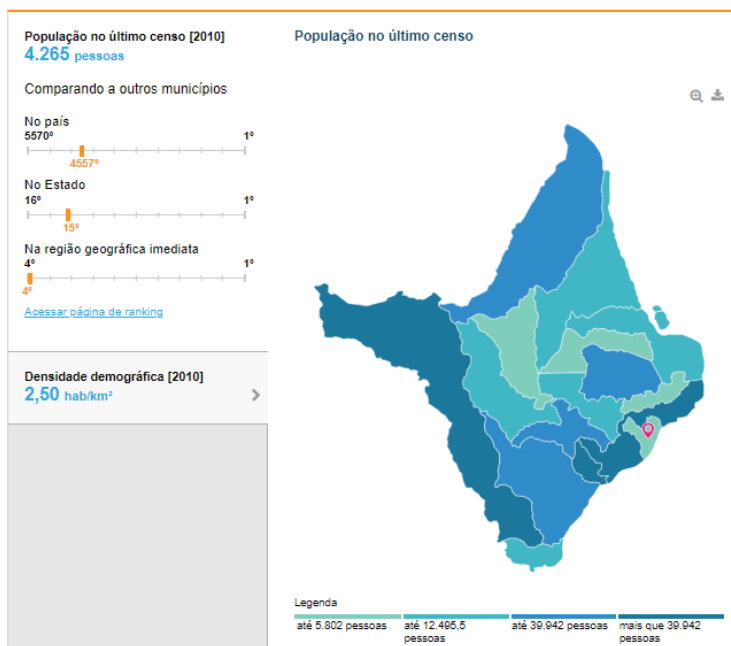 População no último censo [2010]
4.265 pessoas
Comparando a outros municípios
No país
5570º 1º
4557º
No Estado
16º 1º
15º
Na região geográfica imediata
4º 1º
4º
Acessar página de ranking
Densidade demográfica [2010]
2,50 hab/km²
População no último censo
Legenda
até 5.802 pessoas
até 12.495,5
pessoas
até 39.942 pessoas
mais que 39.942
pessoas